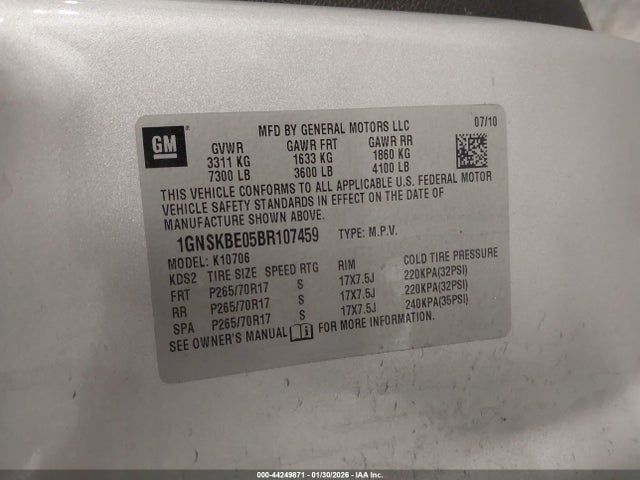 MFD BY GENERAL MOTORS LLC 07/10
GM
GVWR GAWR FRT GAWR RR
3311 KG 1633 KG 1860 KG
7300 LB 3600 LB 4100 LB
THIS VEHICLE CONFORMS TO ALL APPLICABLE U.S. FEDERAL MOTOR
VEHICLE SAFETY STANDARDS IN EFFECT ON THE DATE OF
MANUFACTURE SHOWN ABOVE.
1GNSKBE05BR107459 TYPE: M.P.V.
MODEL: K10706
KDS2 TIRE SIZE SPEED RTG RIM COLD TIRE PRESSURE
FRT P265/70R17 S 17X7.5J 220KPA(32PSI)
RR P265/70R17 S 17X7.5J 220KPA(32PSI)
SPA P265/70R17 S 17X7.5J 240KPA(35PSI)
SEE OWNER'S MANUAL FOR MORE INFORMATION.
000-44249871 - 01/30/2026 - Copart IAA